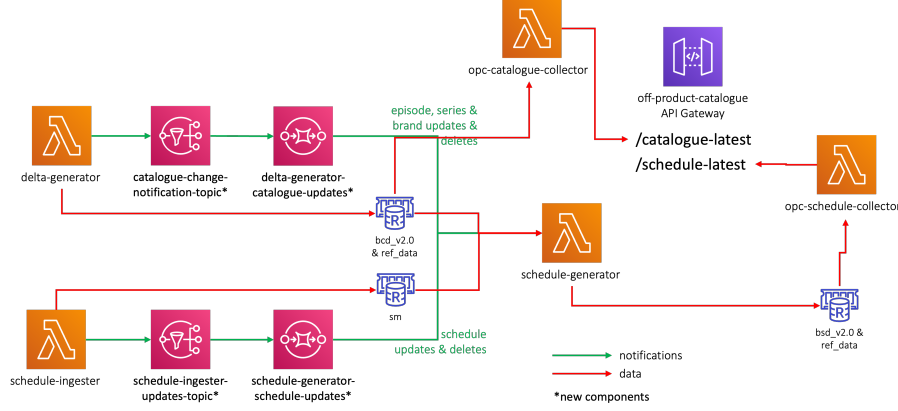 opc-catalogue-collector
off-product-catalogue
API Gateway
episode, series &
brand updates &
deletes
/catalogue-latest
/schedule-latest
delta-generator
catalogue-change-
notification-topic*
delta-generator-
catalogue-updates*
opc-schedule-collector
R
bcd_v2.0
& ref_data
schedule-generator
R
sm
R
bsd_v2.0 &
ref_data
schedule
updates & deletes
schedule-ingester
schedule-ingester-
updates-topic*
schedule-generator-
schedule-updates*
notifications
data
*new components